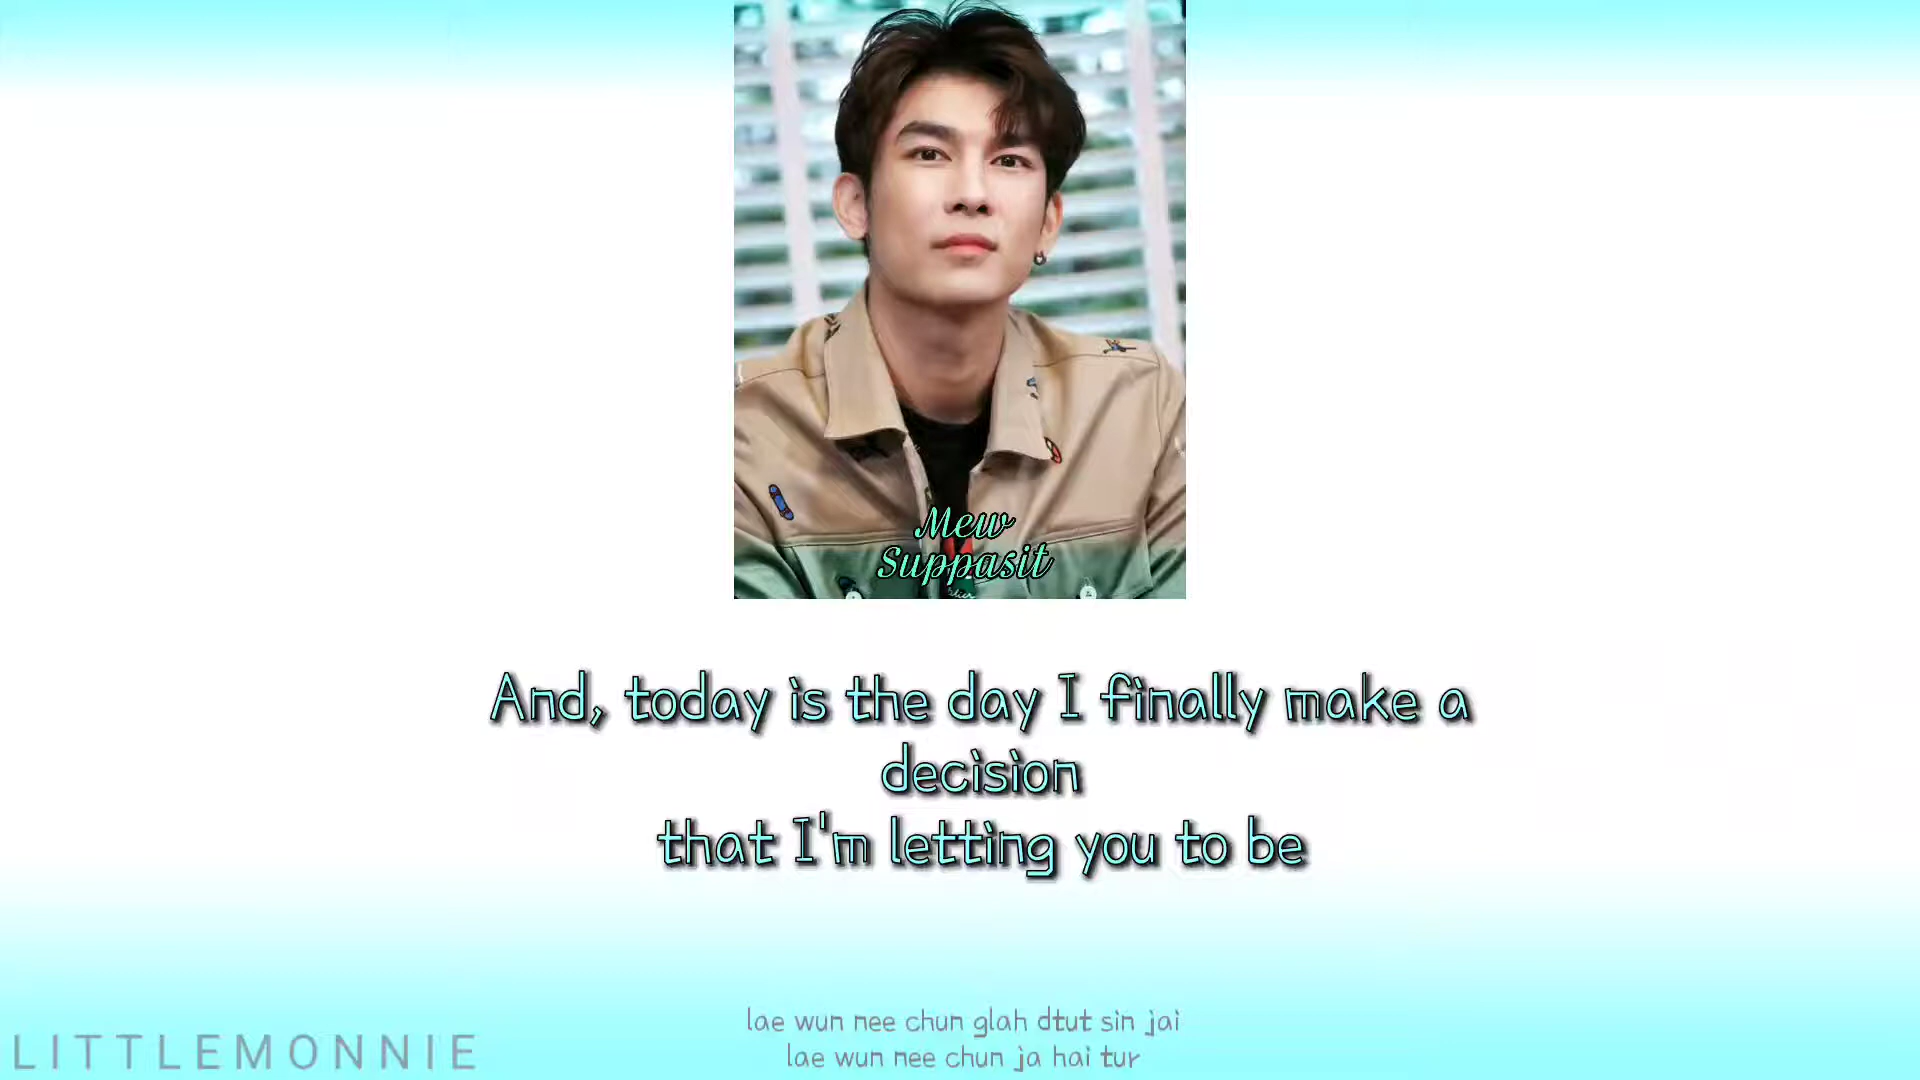 Mew
Suppasit
And, today is the day I finally make a
decision
that I'm letting you to be
lae wun nee chun glah dtut sin jai
lae wun nee chun ja hai tur
LITTLEMONNIE